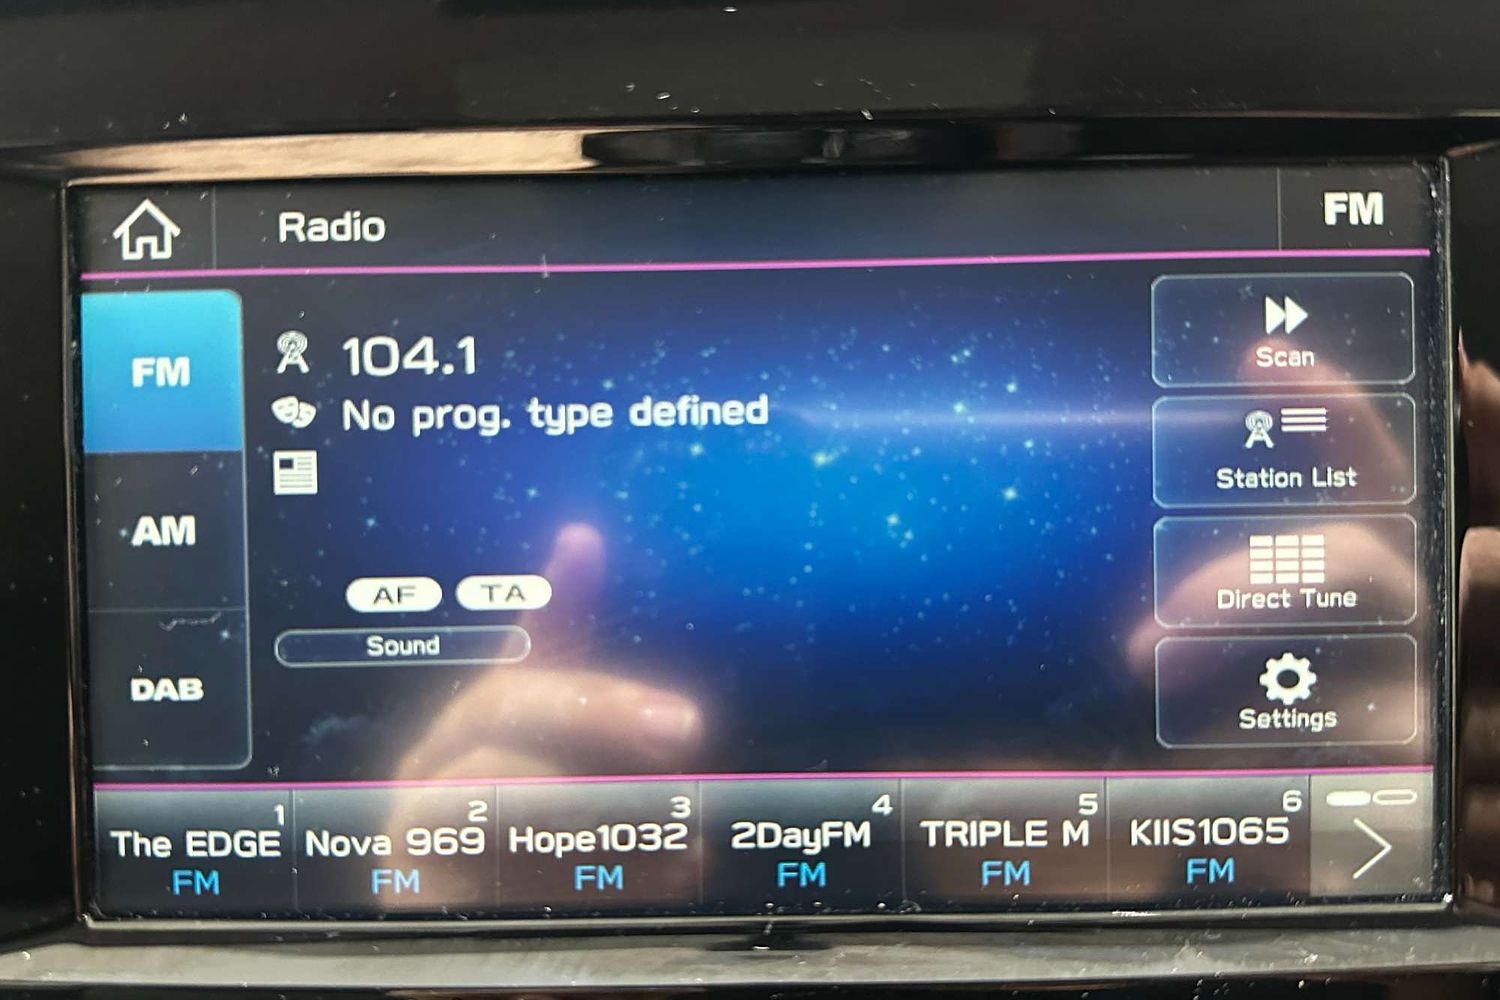 Radio
FM
FM
AM
DAB
104.1
No prog. type defined
AF TA
Sound
Scan
Station List
Direct Tune
Settings
1
The EDGE
FM
2
Nova 969
FM
3
Hope1032
FM
4
2DayFM
FM
5
TRIPLE M
FM
6
KIIS1065
FM